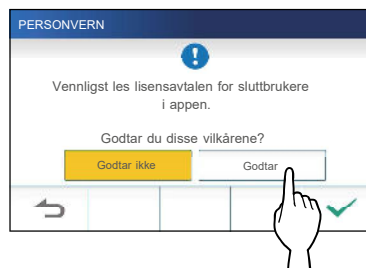 PERSONVERN
Vennligst les lisensavtalen for sluttbrukere
i appen.
Godtar du disse vilkårene?
Godtar ikke
Godtar